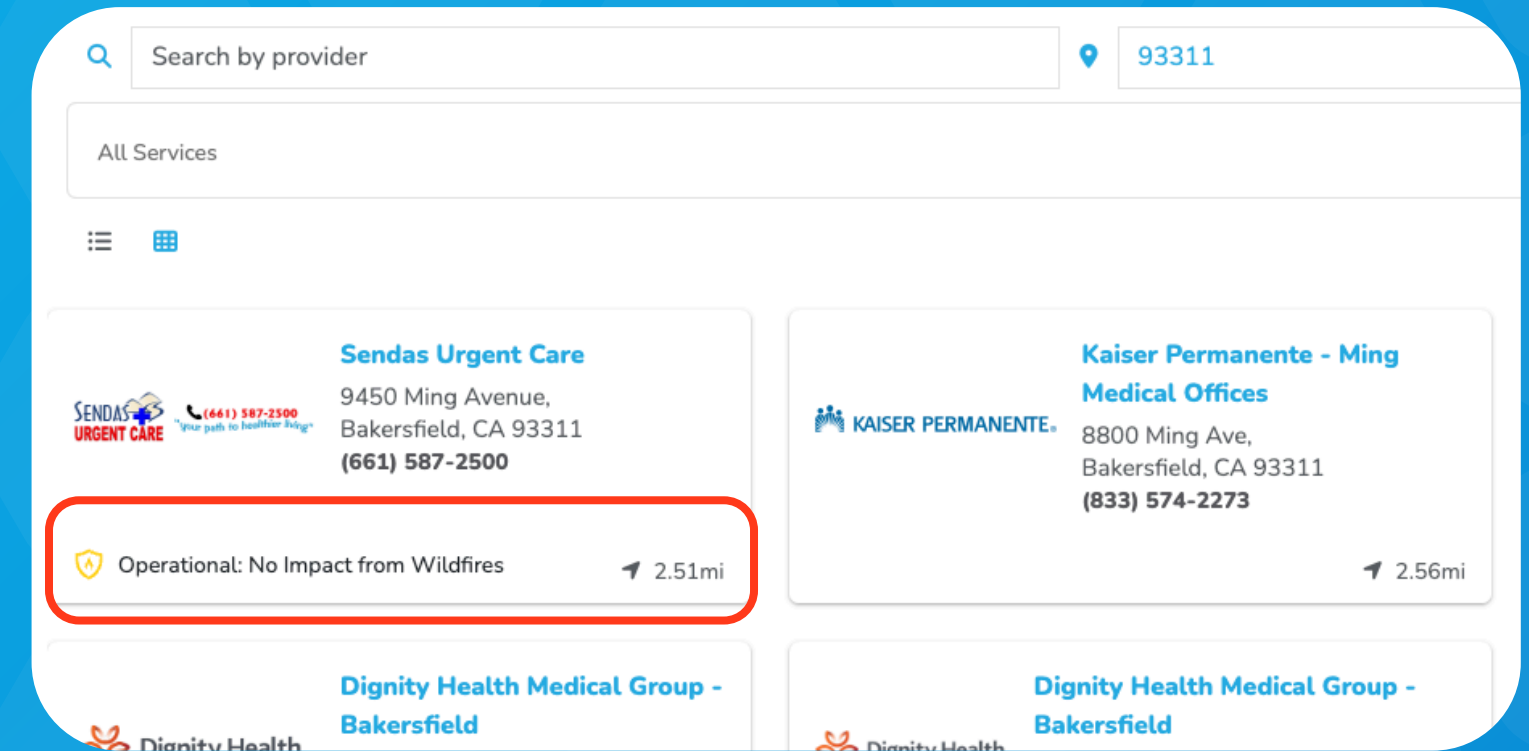 Search by provider
93311
All Services
SENDAS
URGENT CARE
(661) 587-2500
"your path to healthier living"
Sendas Urgent Care
9450 Ming Avenue,
Bakersfield, CA 93311
(661) 587-2500
Operational: No Impact from Wildfires
2.51mi
KAISER PERMANENTE®
Kaiser Permanente - Ming
Medical Offices
8800 Ming Ave,
Bakersfield, CA 93311
(833) 574-2273
2.56mi
Dignity Health
Dignity Health Medical Group -
Bakersfield
Dignity Health
Dignity Health Medical Group -
Bakersfield